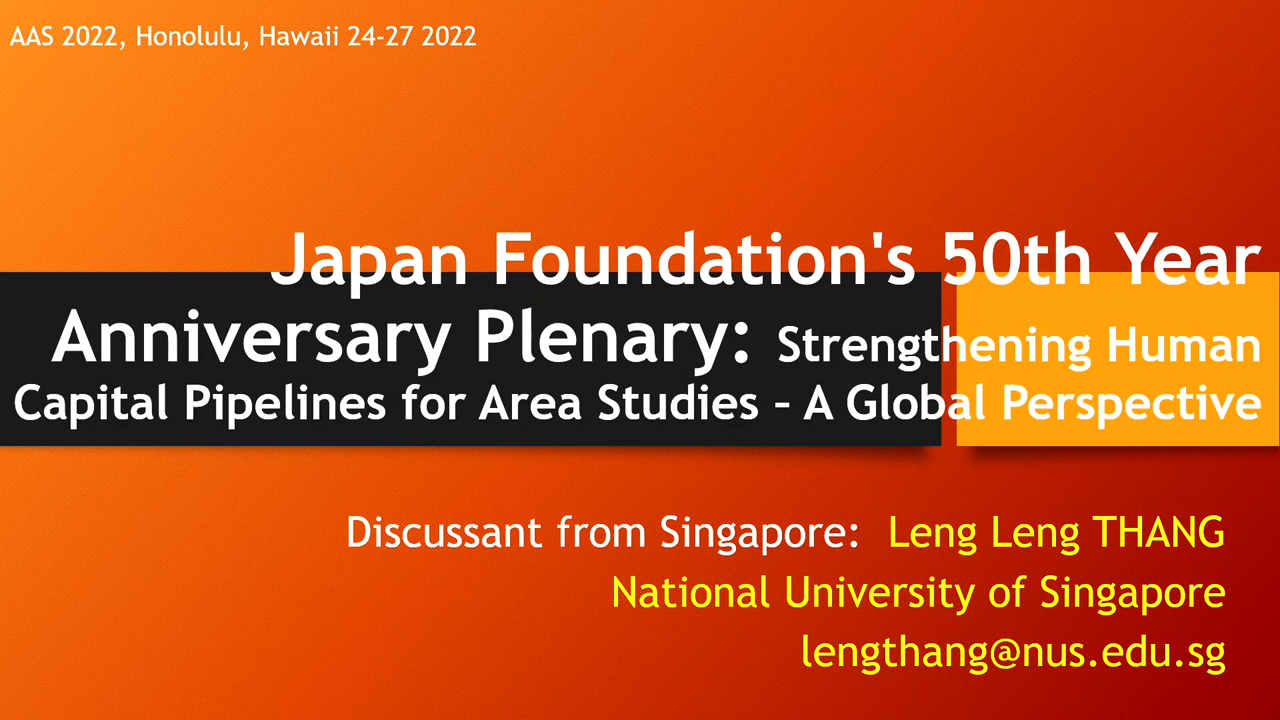 AAS 2022, Honolulu, Hawaii 24-27 2022
Japan Foundation's 50th Year
Anniversary Plenary: Strengthening Human
Capital Pipelines for Area Studies – A Global Perspective
Discussant from Singapore: Leng Leng THANG
National University of Singapore
lengthang@nus.edu.sg